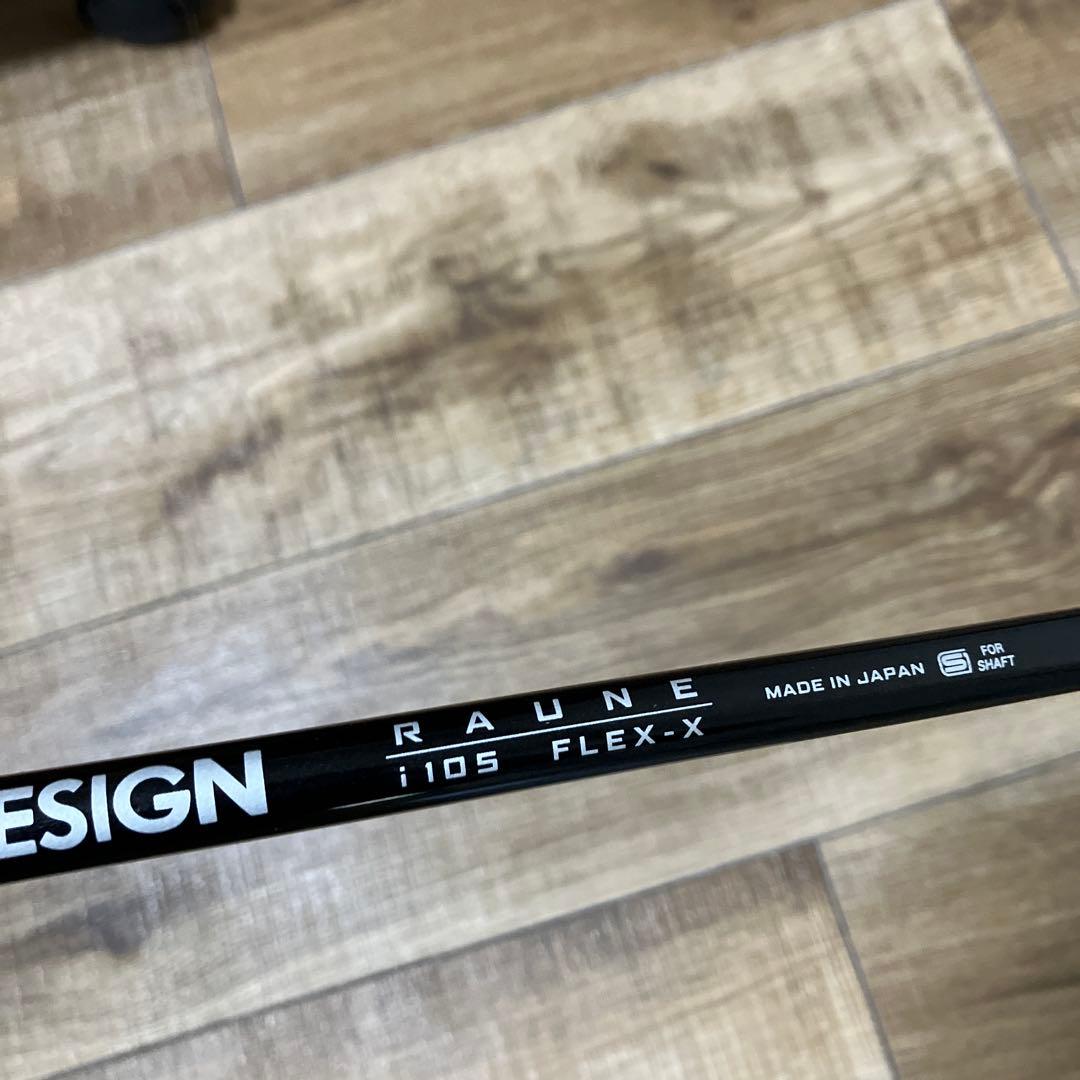 ESIGN
RAUNE
i105 FLEX-X
MADE IN JAPAN
FOR
SHAFT